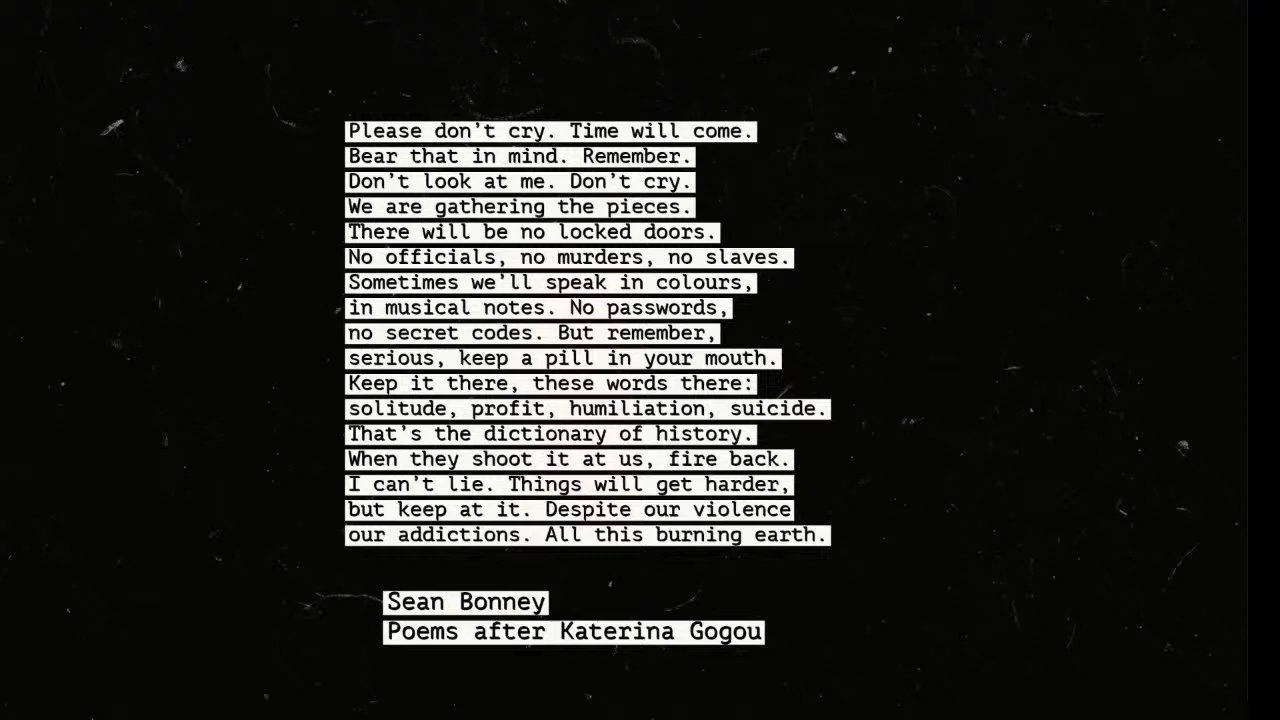 Please don't cry. Time will come.
Bear that in mind. Remember.
Don't look at me. Don't cry.
We are gathering the pieces.
There will be no locked doors.
No officials, no murders, no slaves.
Sometimes we'll speak in colours,
in musical notes. No passwords,
no secret codes. But remember,
serious, keep a pill in your mouth.
Keep it there, these words there:
solitude, profit, humiliation, suicide.
That's the dictionary of history.
When they shoot it at us, fire back.
I can't lie. Things will get harder,
but keep at it. Despite our violence
our addictions. All this burning earth.
Sean Bonney
Poems after Katerina Gogou